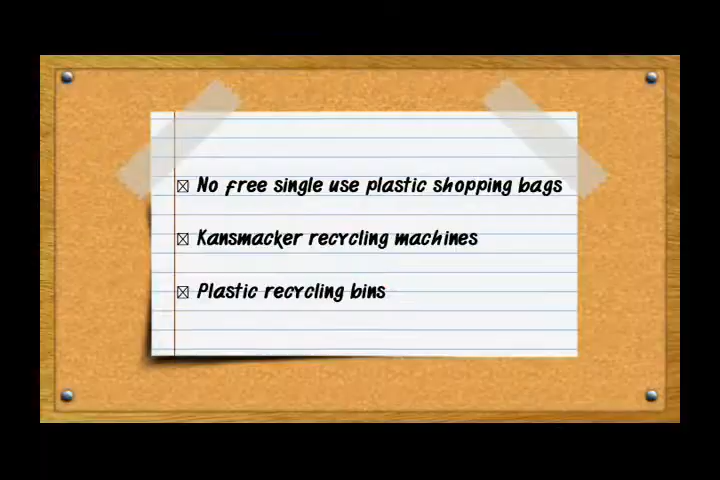 ☒ No free single use plastic shopping bags
☒ Kansmacker recycling machines
☒ Plastic recycling bins